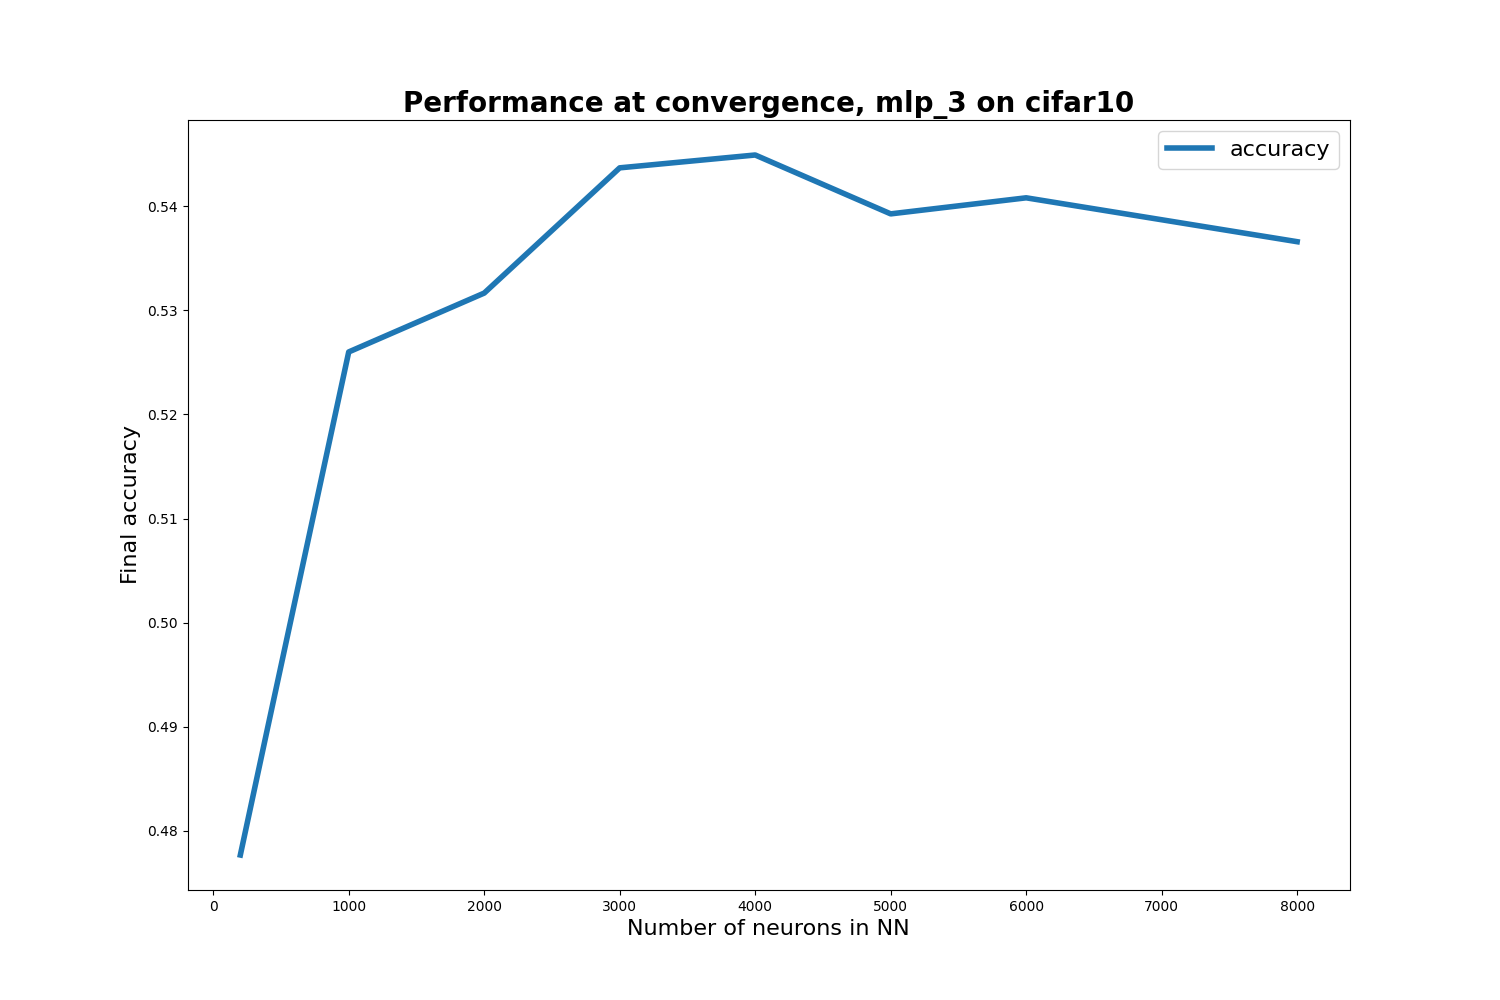 Performance at convergence, mlp_3 on cifar10
accuracy
Final accuracy
0.54
0.53
0.52
0.51
0.50
0.49
0.48
0 1000 2000 3000 4000 5000 6000 7000 8000
Number of neurons in NN